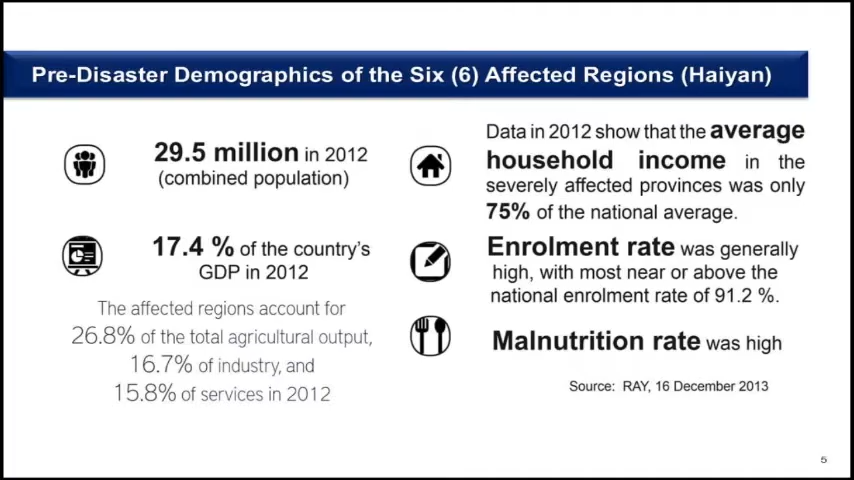 Pre-Disaster Demographics of the Six (6) Affected Regions (Haiyan)
29.5 million in 2012
(combined population)
17.4 % of the country's
GDP in 2012
The affected regions account for
26.8% of the total agricultural output,
16.7% of industry, and
15.8% of services in 2012
Data in 2012 show that the average
household income in the
severely affected provinces was only
75% of the national average.
Enrolment rate was generally
high, with most near or above the
national enrolment rate of 91.2 %.
Malnutrition rate was high
Source: RAY, 16 December 2013
5